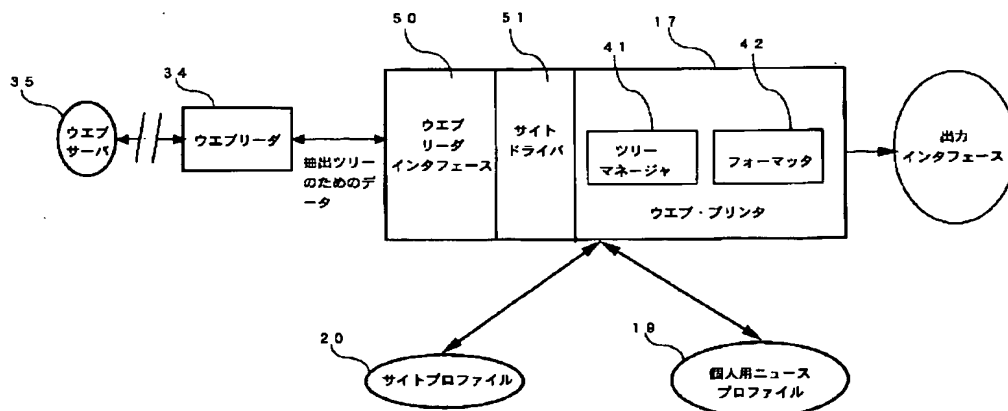 ５０
５１
１７
４１
４２
３５
３４
ウエブ
サーバ
ウエブリーダ
抽出ツリー
のためのデ
ータ
ウエブ
リーダ
インタフェース
サイト
ドライバ
ツリー
マネージャ
フォーマッタ
ウエブ・プリンタ
出力
インタフェース
２０
サイトプロファイル
１９
個人用ニュース
プロファイル